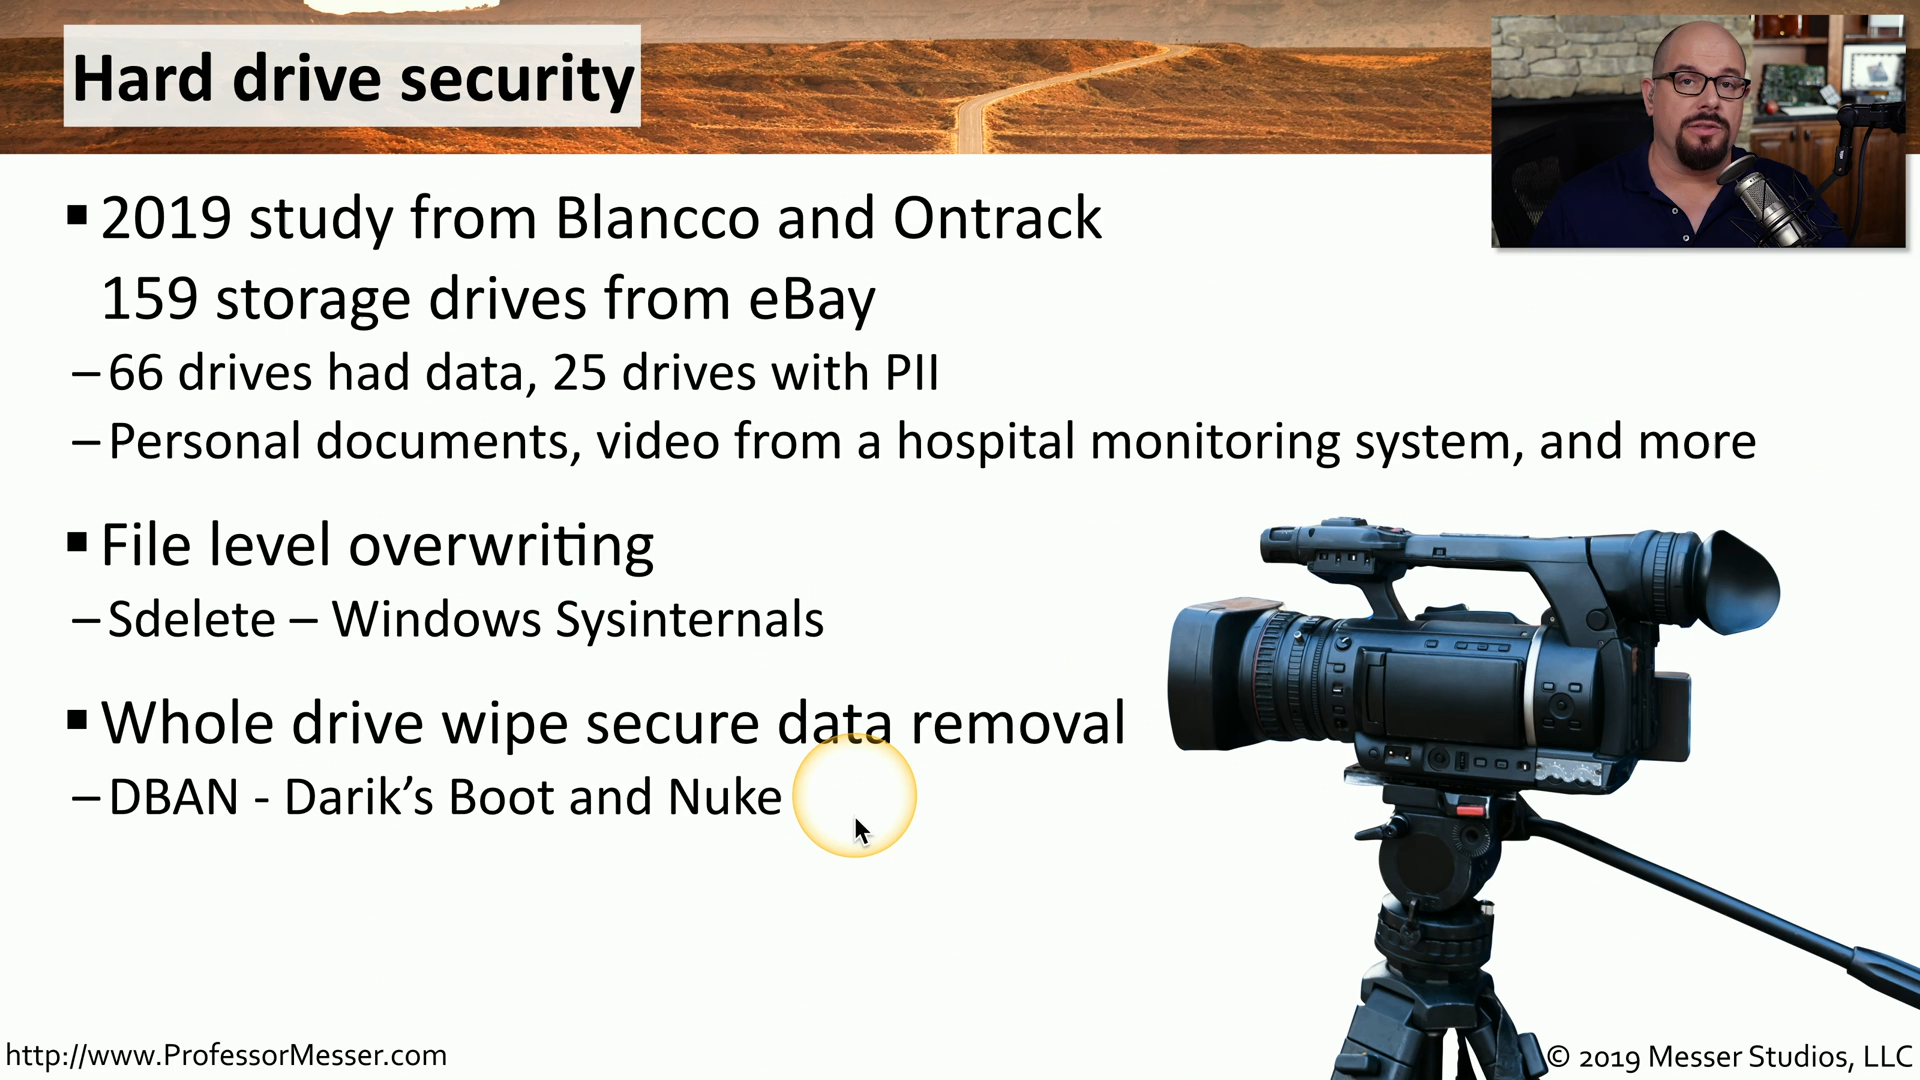 Hard drive security
▪ 2019 study from Blancco and Ontrack
159 storage drives from eBay
– 66 drives had data, 25 drives with PII
– Personal documents, video from a hospital monitoring system, and more
▪ File level overwriting
– Sdelete – Windows Sysinternals
▪ Whole drive wipe secure data removal
– DBAN - Darik’s Boot and Nuke
http://www.ProfessorMesser.com
© 2019 Messer Studios, LLC